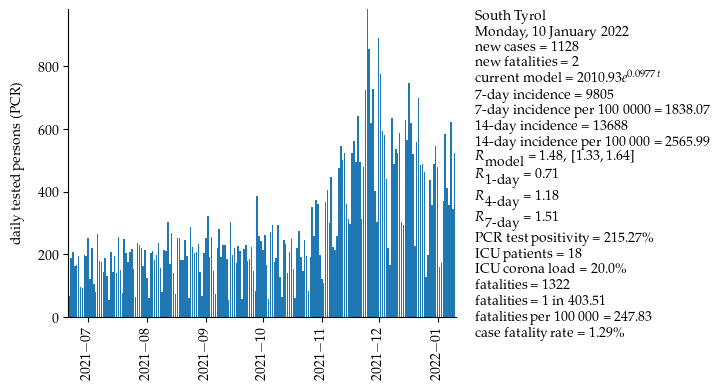 South Tyrol
Monday, 10 January 2022
new cases = 1128
new fatalities = 2
current model = 2010.93e^0.0977 t
7-day incidence = 9805
7-day incidence per 100 0000 = 1838.07
14-day incidence = 13688
14-day incidence per 100 000 = 2565.99
R_model = 1.48, [1.33, 1.64]
R_1-day = 0.71
R_4-day = 1.18
R_7-day = 1.51
PCR test positivity = 215.27%
ICU patients = 18
ICU corona load = 20.0%
fatalities = 1322
fatalities = 1 in 403.51
fatalities per 100 000 = 247.83
case fatality rate = 1.29%
daily tested persons (PCR)
800
600
400
200
0
2021−07
2021−08
2021−09
2021−10
2021−11
2021−12
2022−01